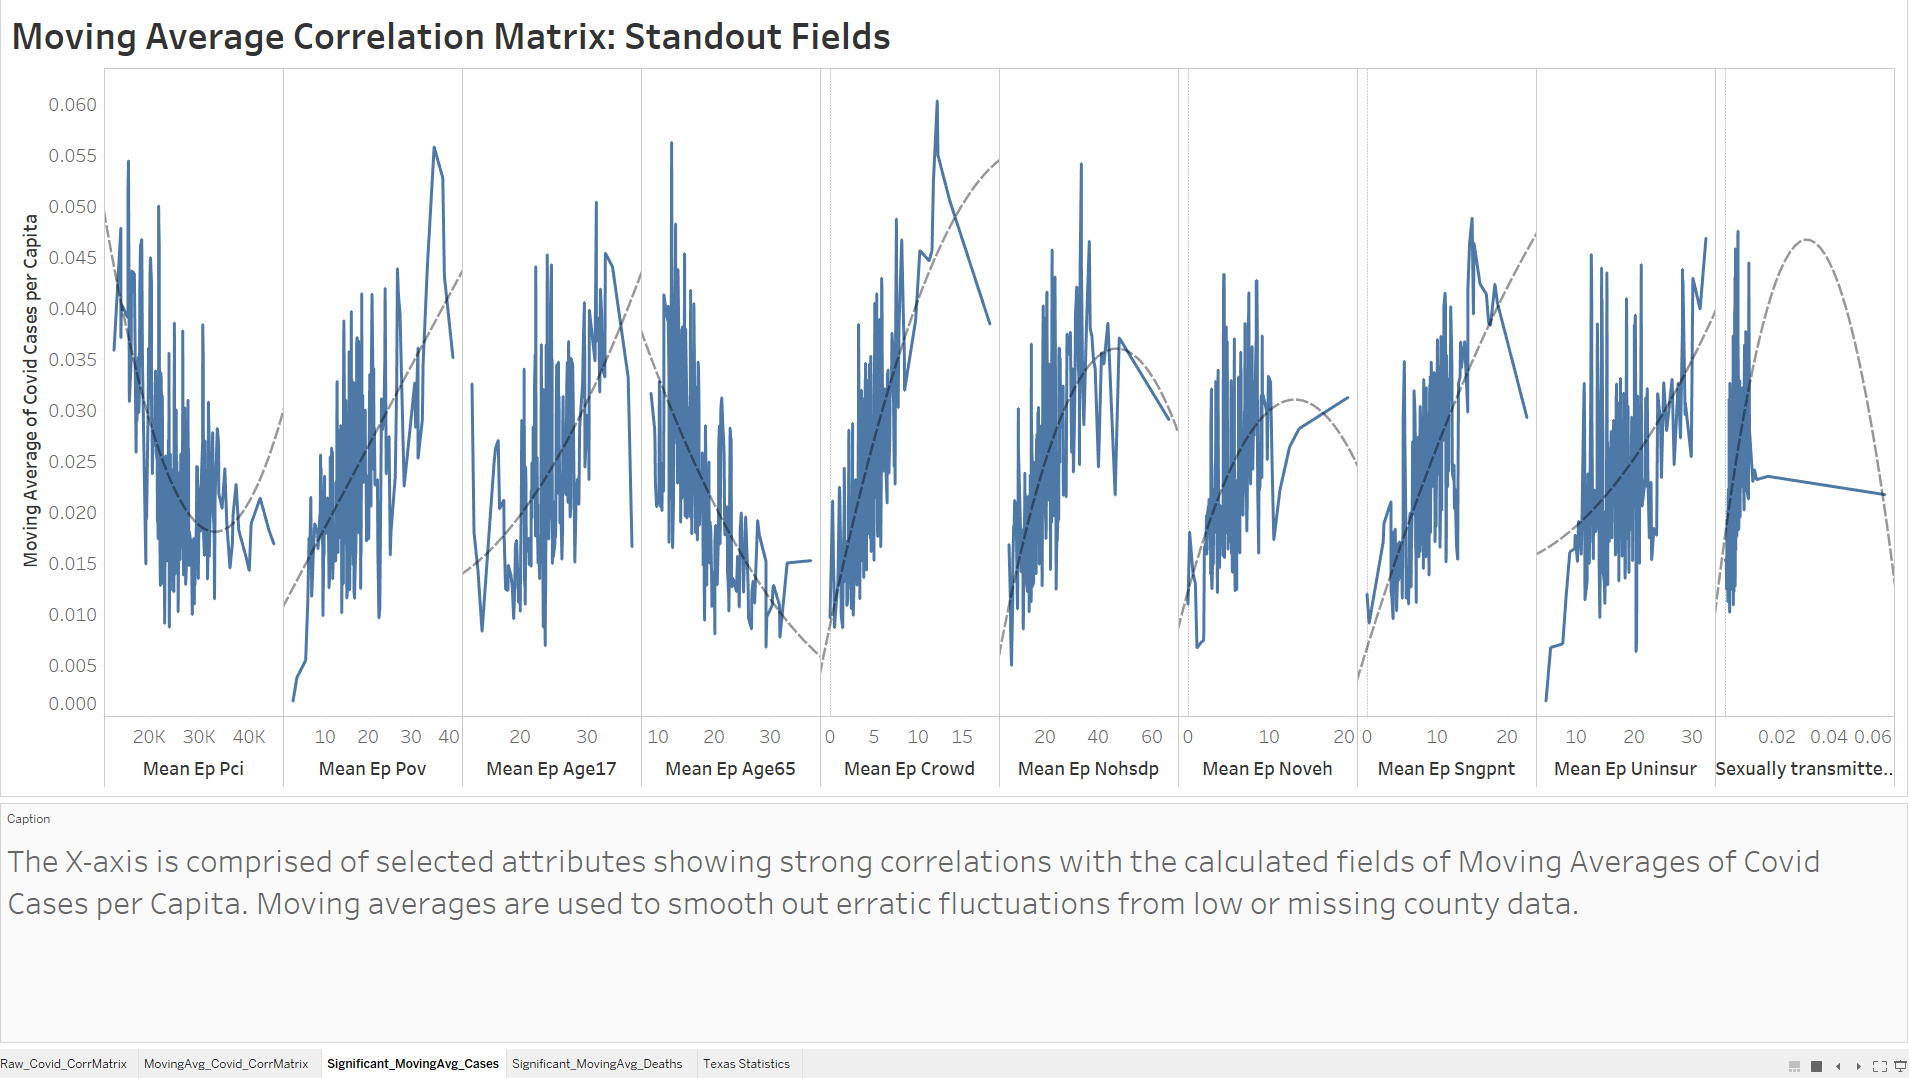 Moving Average Correlation Matrix: Standout Fields
Moving Average of Covid Cases per Capita
0.060
0.055
0.050
0.045
0.040
0.035
0.030
0.025
0.020
0.015
0.010
0.005
0.000
20K 30K 40K 10 20 30 40 20 30 10 20 30 0 5 10 15 20 40 60 0 10 20 0 10 20 10 20 30 0.02 0.04 0.06
Mean Ep Pci Mean Ep Pov Mean Ep Age17 Mean Ep Age65 Mean Ep Crowd Mean Ep Nohsdp Mean Ep Noveh Mean Ep Sngpnt Mean Ep Uninsur Sexually transmitte..
Caption
The X-axis is comprised of selected attributes showing strong correlations with the calculated fields of Moving Averages of Covid
Cases per Capita. Moving averages are used to smooth out erratic fluctuations from low or missing county data.
Raw_Covid_CorrMatrix MovingAvg_Covid_CorrMatrix Significant_MovingAvg_Cases Significant_MovingAvg_Deaths Texas Statistics